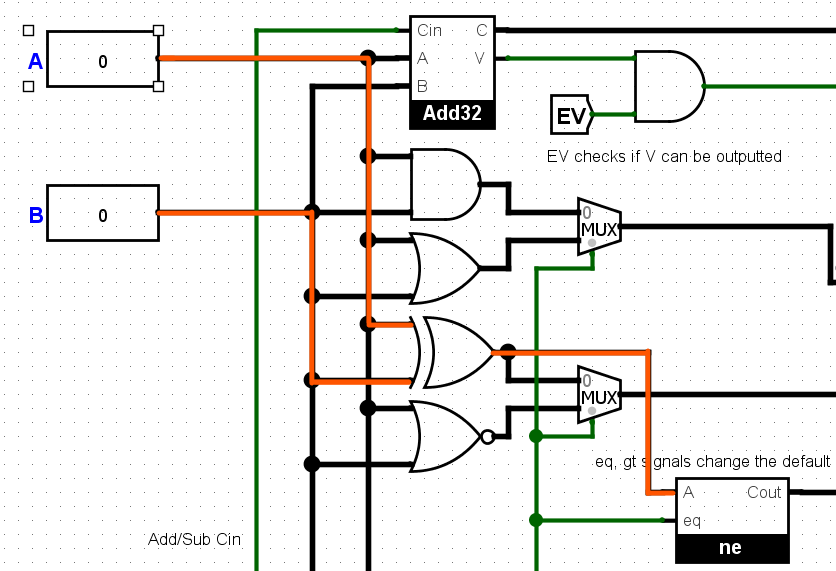 Cin C
A 0 A V
B
Add32
EV
EV checks if V can be outputted
B 0
0
MUX
0
MUX
eq, gt signals change the default
A Cout
eq
Add/Sub Cin
ne